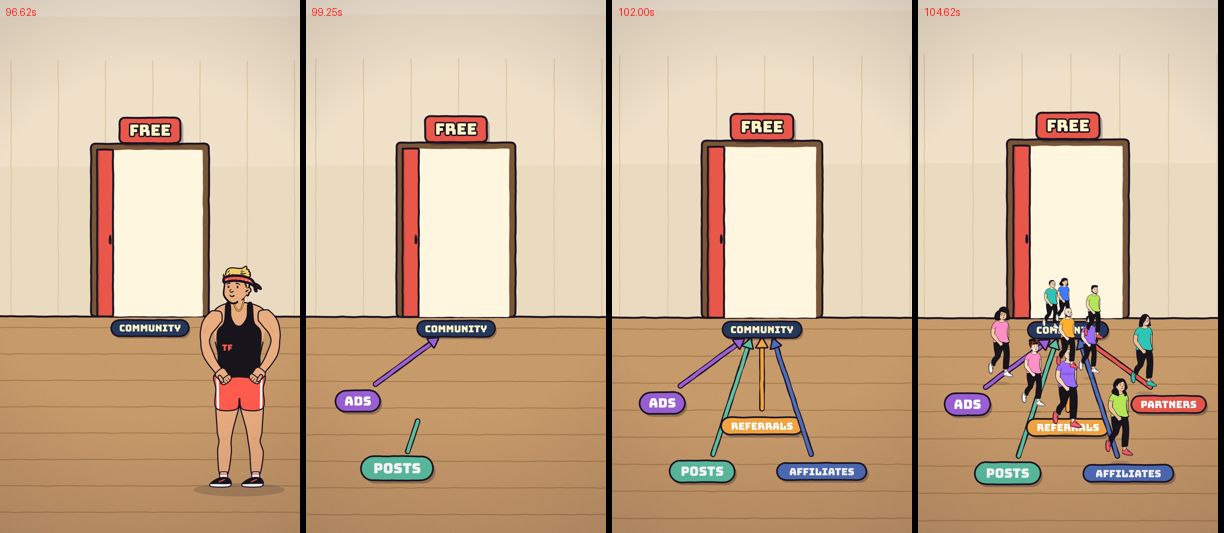 96.62s
FREE
COMMUNITY
TF
99.25s
FREE
COMMUNITY
ADS
POSTS
102.00s
FREE
COMMUNITY
ADS
REFERRALS
POSTS
AFFILIATES
104.62s
FREE
COMMUNITY
ADS
PARTNERS
REFERRALS
POSTS
AFFILIATES